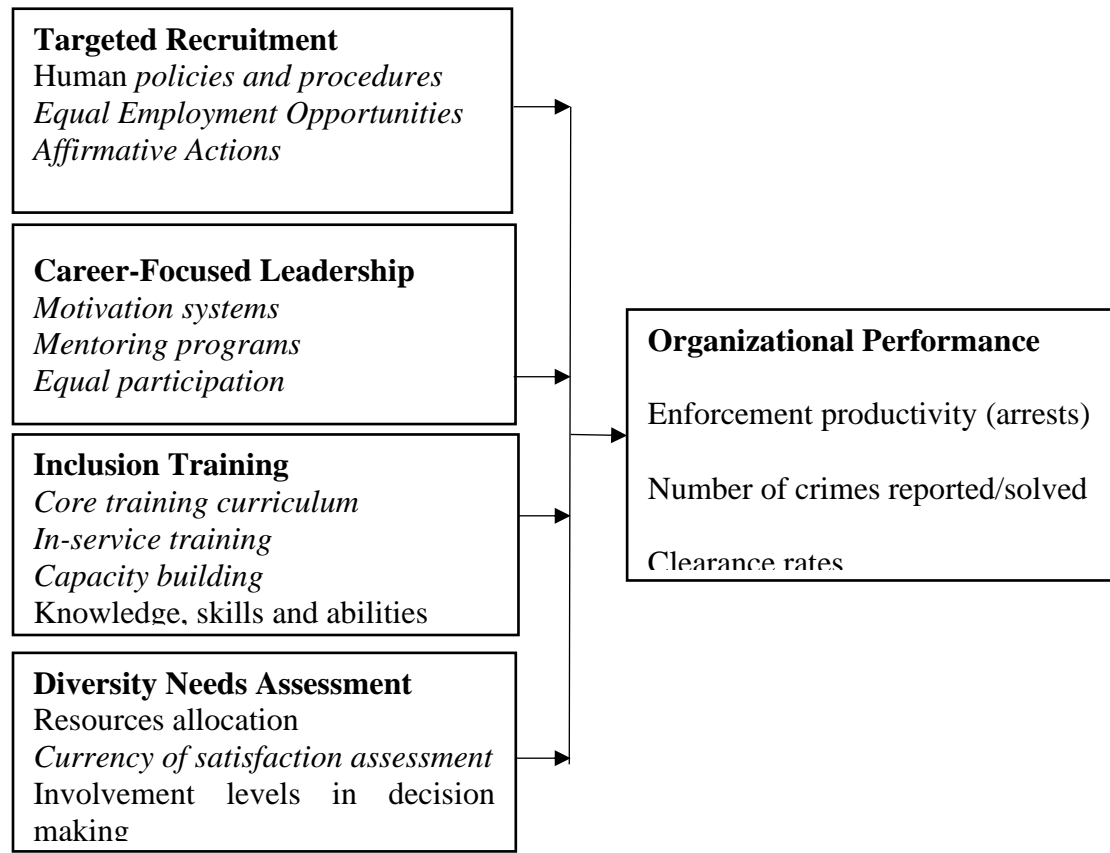 Targeted Recruitment
Human policies and procedures
Equal Employment Opportunities
Affirmative Actions
Career-Focused Leadership
Motivation systems
Mentoring programs
Equal participation
Inclusion Training
Core training curriculum
In-service training
Capacity building
Knowledge, skills and abilities
Diversity Needs Assessment
Resources allocation
Currency of satisfaction assessment
Involvement levels in decision
making
Organizational Performance
Enforcement productivity (arrests)
Number of crimes reported/solved
Clearance rates